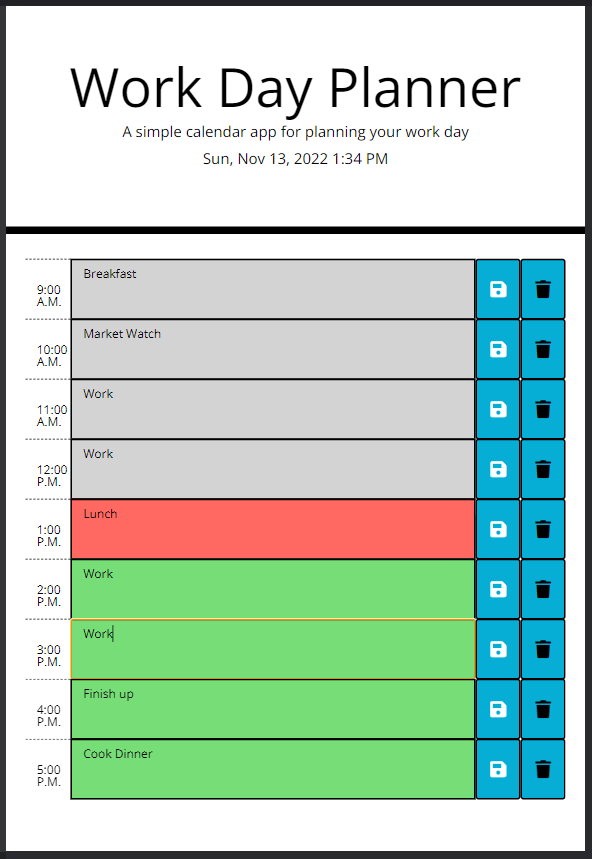 Work Day Planner
A simple calendar app for planning your work day
Sun, Nov 13, 2022 1:34 PM
Breakfast
9:00
A.M.
Market Watch
10:00
A.M.
Work
11:00
A.M.
Work
12:00
P.M.
Lunch
1:00
P.M.
Work
2:00
P.M.
Work
3:00
P.M.
Finish up
4:00
P.M.
Cook Dinner
5:00
P.M.